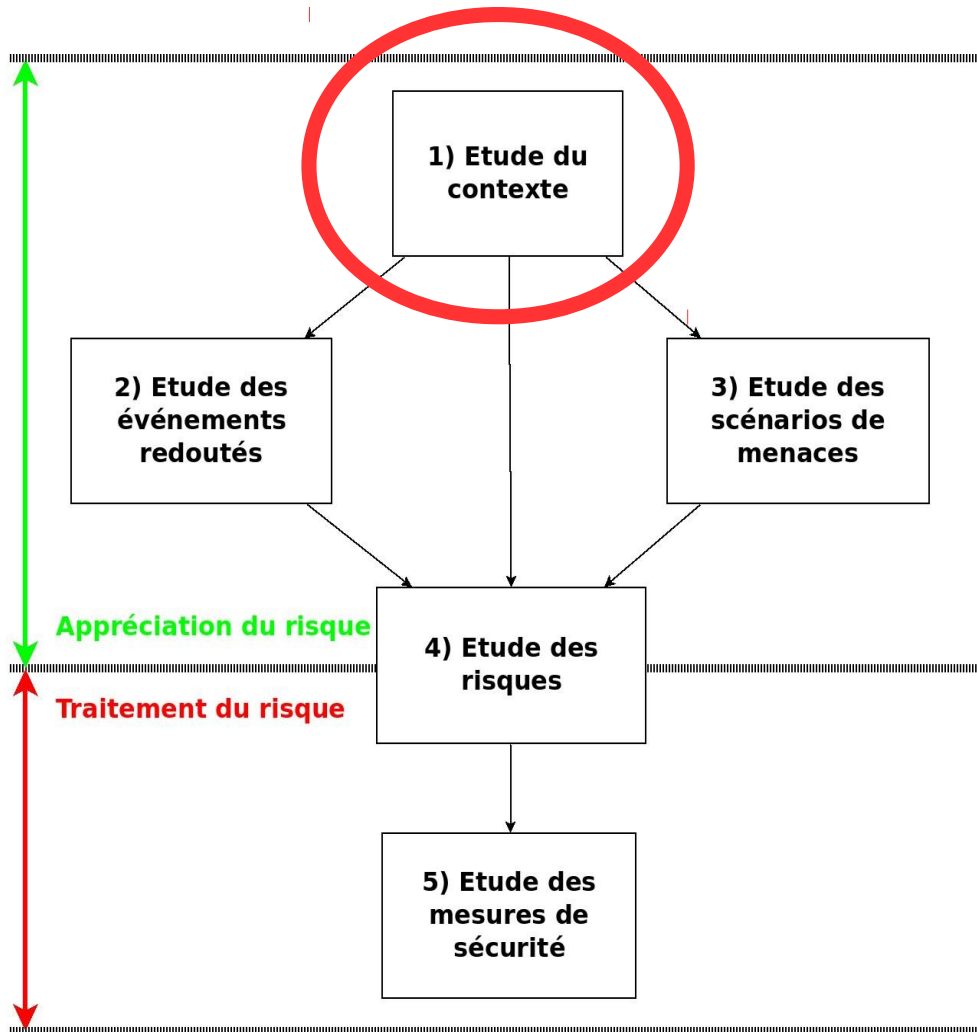 1) Etude du
contexte
2) Etude des
événements
redoutés
3) Etude des
scénarios de
menaces
Appréciation du risque
4) Etude des
risques
Traitement du risque
5) Etude des
mesures de
sécurité